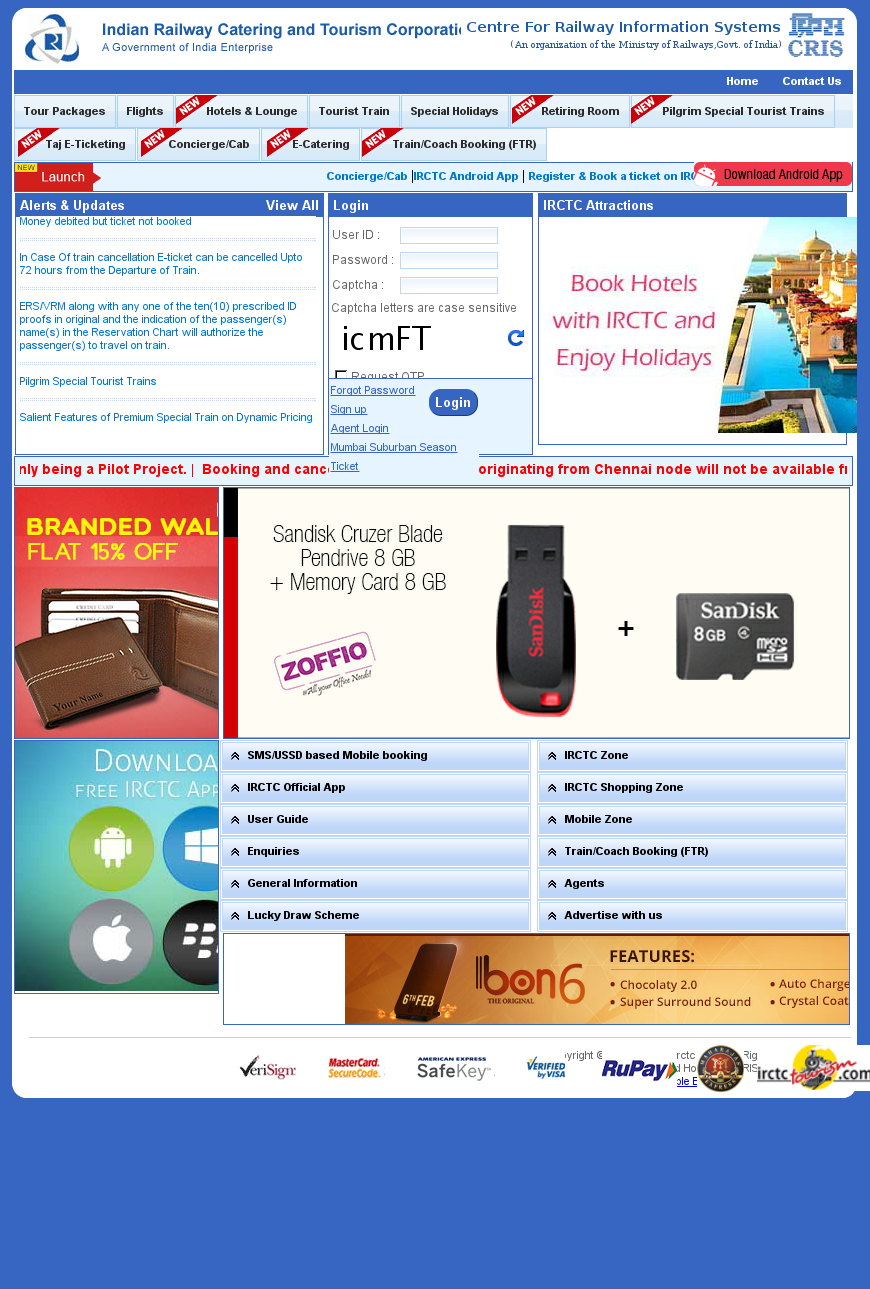 Indian Railway Catering and Tourism Corporati
A Government of India Enterprise
Centre For Railway Information Systems
(An organization of the Ministry of Railways,Govt. of India)
CRIS
Home Contact Us
Tour Packages Flights NEW Hotels & Lounge Tourist Train Special Holidays NEW Retiring Room NEW Pilgrim Special Tourist Trains
NEW Taj E-Ticketing NEW Concierge/Cab NEW E-Catering NEW Train/Coach Booking (FTR)
NEW
Launch
Concierge/Cab |IRCTC Android App | Register & Book a ticket on IRC
Download Android App
Alerts & Updates View All
Money debited but ticket not booked
In Case Of train cancellation E-ticket can be cancelled Upto
72 hours from the Departure of Train.
ERS/VRM along with any one of the ten(10) prescribed ID
proofs in original and the indication of the passenger(s)
name(s) in the Reservation Chart will authorize the
passenger(s) to travel on train.
Pilgrim Special Tourist Trains
Salient Features of Premium Special Train on Dynamic Pricing
Login
User ID :
Password :
Captcha :
Captcha letters are case sensitive
icmFT
Request OTP
Forgot Password
Sign up
Agent Login
Mumbai Suburban Season
Ticket
Login
IRCTC Attractions
Book Hotels
with IRCTC and
Enjoy Holidays
nly being a Pilot Project. | Booking and canc
originating from Chennai node will not be available fr
BRANDED WAL
FLAT 15% OFF
CREDIT CARD
CREDIT CARD
Your Name
Sandisk Cruzer Blade
Pendrive 8 GB
+ Memory Card 8 GB
ZOFFIO
...all your Office Needs!
SanDisk
+
SanDisk
8GB 4 micro
HC
DOWNLOA
FREE IRCTC APP
SMS/USSD based Mobile booking
IRCTC Official App
User Guide
Enquiries
General Information
Lucky Draw Scheme
IRCTC Zone
IRCTC Shopping Zone
Mobile Zone
Train/Coach Booking (FTR)
Agents
Advertise with us
6TH FEB
Ibon6
THE ORIGINAL
FEATURES:
• Chocolaty 2.0
• Super Surround Sound
• Auto Charge
• Crystal Coat
VeriSign
MasterCard.
SecureCode.
AMERICAN EXPRESS
SafeKey
VERIFIED
by VISA
yright ©
RuPay
rctc
Rig
RIS
ble E
MAHARAJAS
EXPRESS
irctc tourism.com